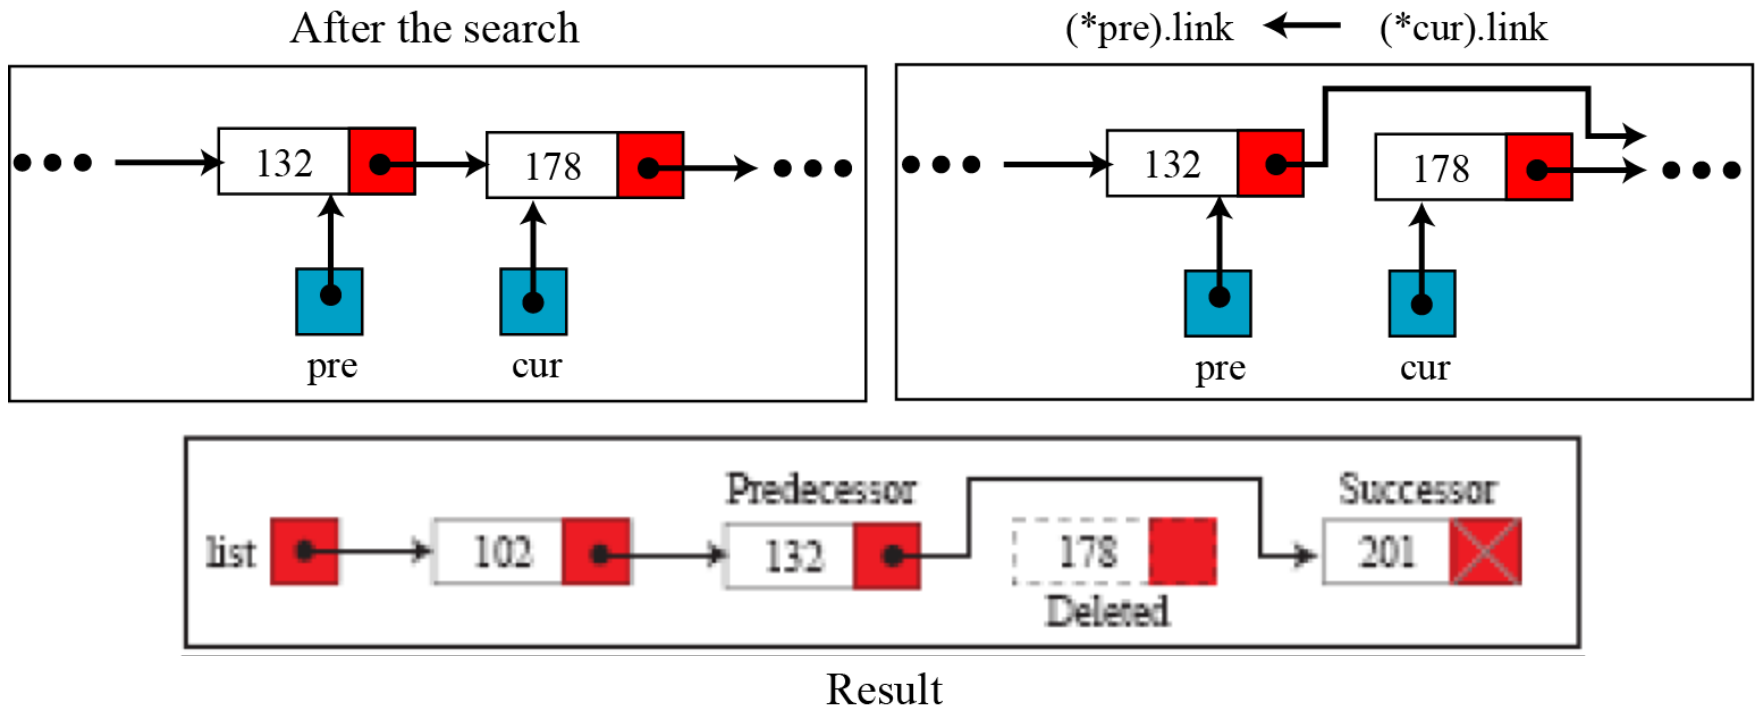 After the search
(*pre).link (*cur).link
132 178
pre cur
132 178
pre cur
Predecessor Successor
list 102 132 178 201
Deleted
Result